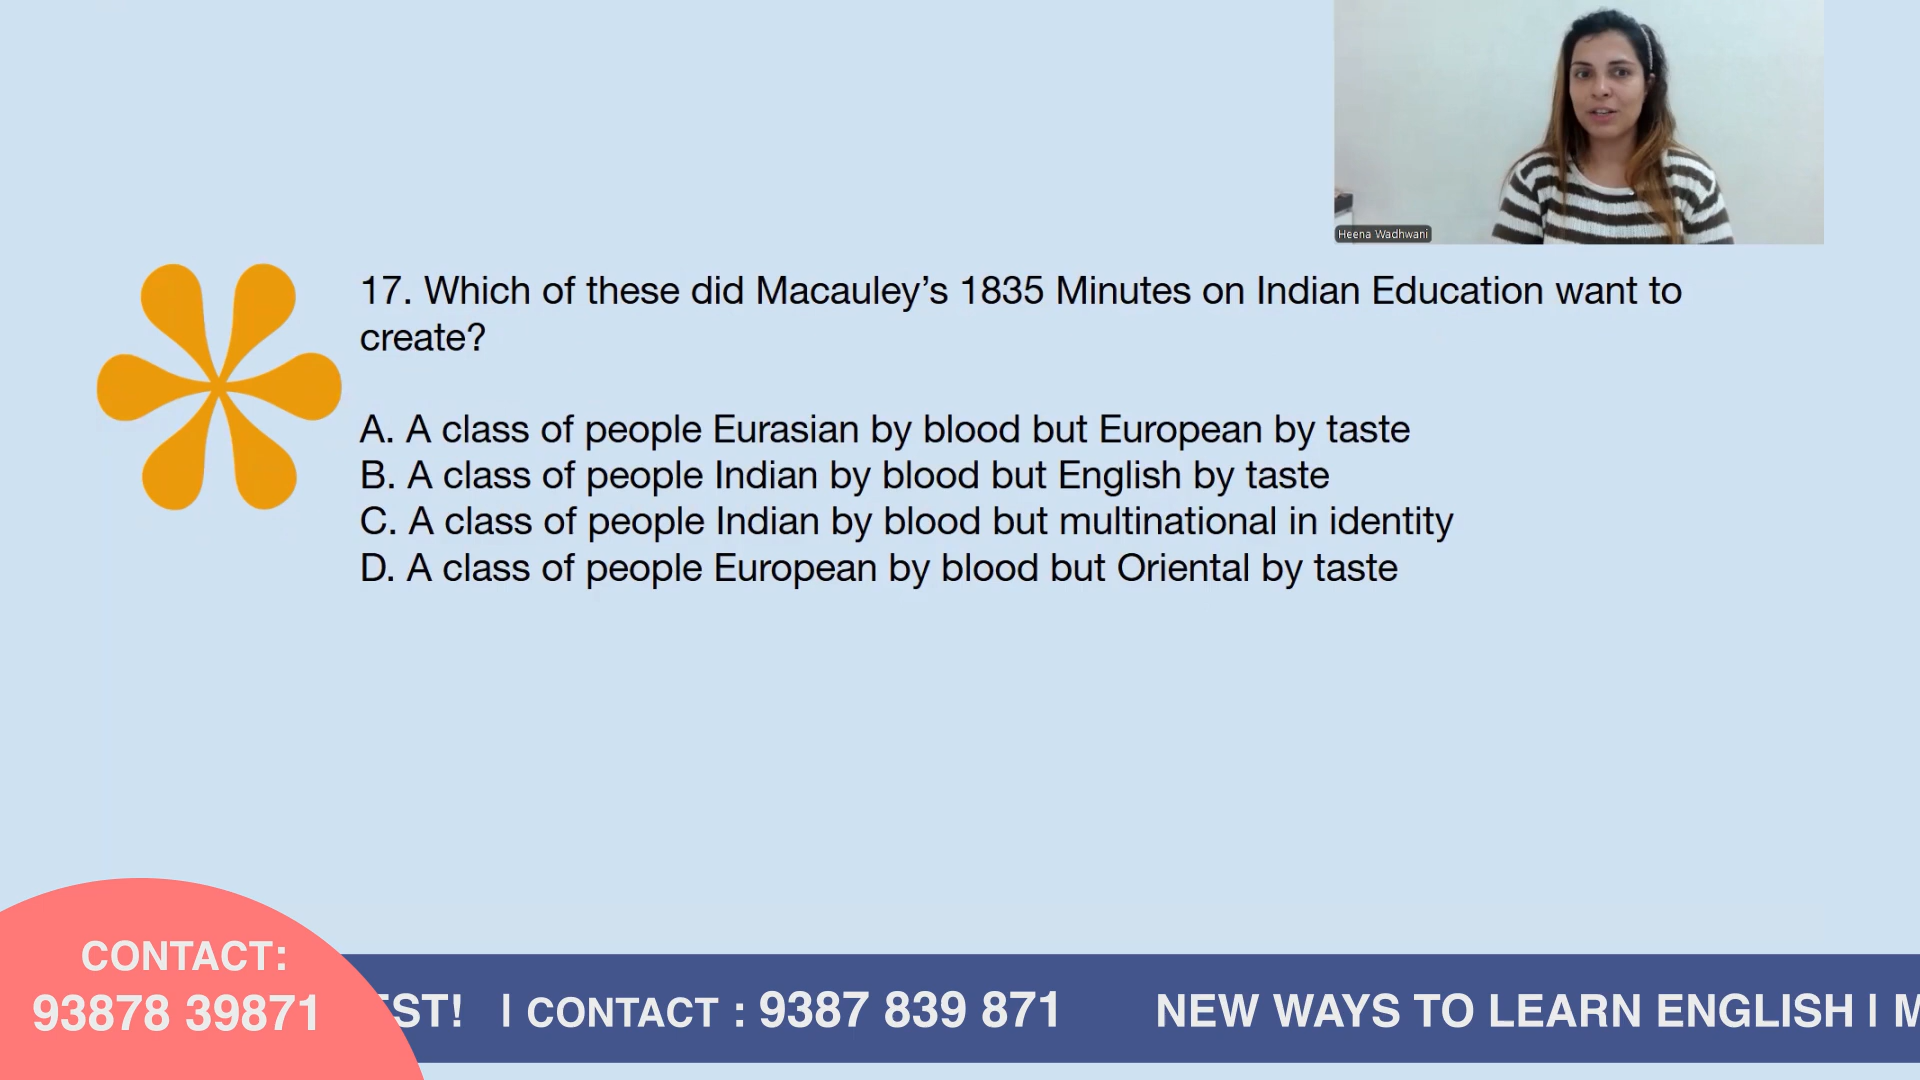 Heena Wadhwani
17. Which of these did Macauley’s 1835 Minutes on Indian Education want to
create?
A. A class of people Eurasian by blood but European by taste
B. A class of people Indian by blood but English by taste
C. A class of people Indian by blood but multinational in identity
D. A class of people European by blood but Oriental by taste
CONTACT:
93878 39871
EST! | CONTACT : 9387 839 871 NEW WAYS TO LEARN ENGLISH | M